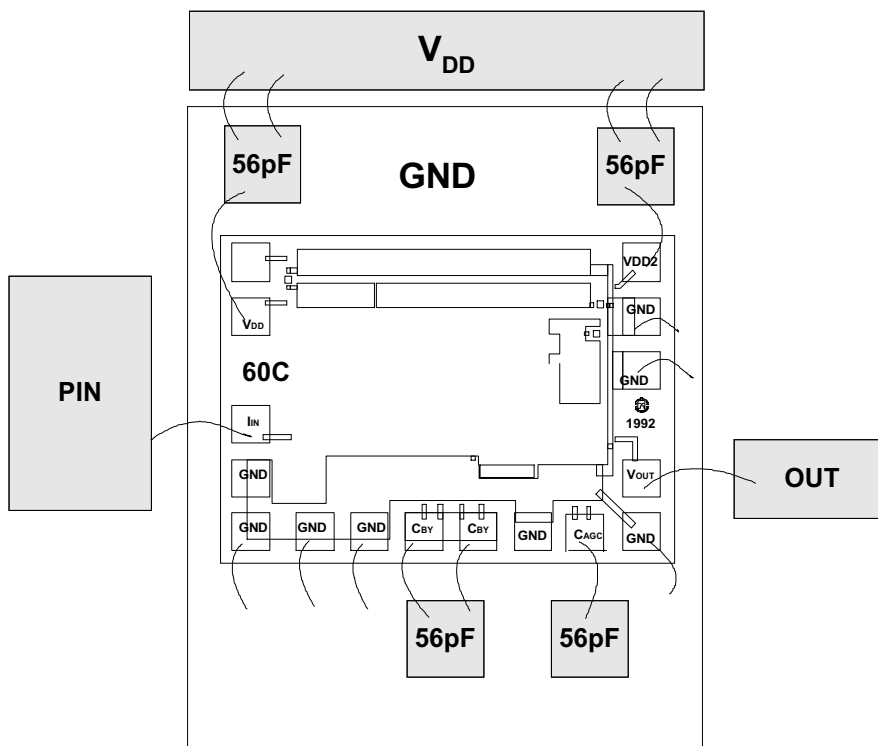 VDD
56pF
GND
56pF
VDD2
VDD
GND
60C
GND
PIN
IIN
1992
GND
VOUT
OUT
GND
GND
GND
CBY
CBY
GND
CAGC
GND
56pF
56pF